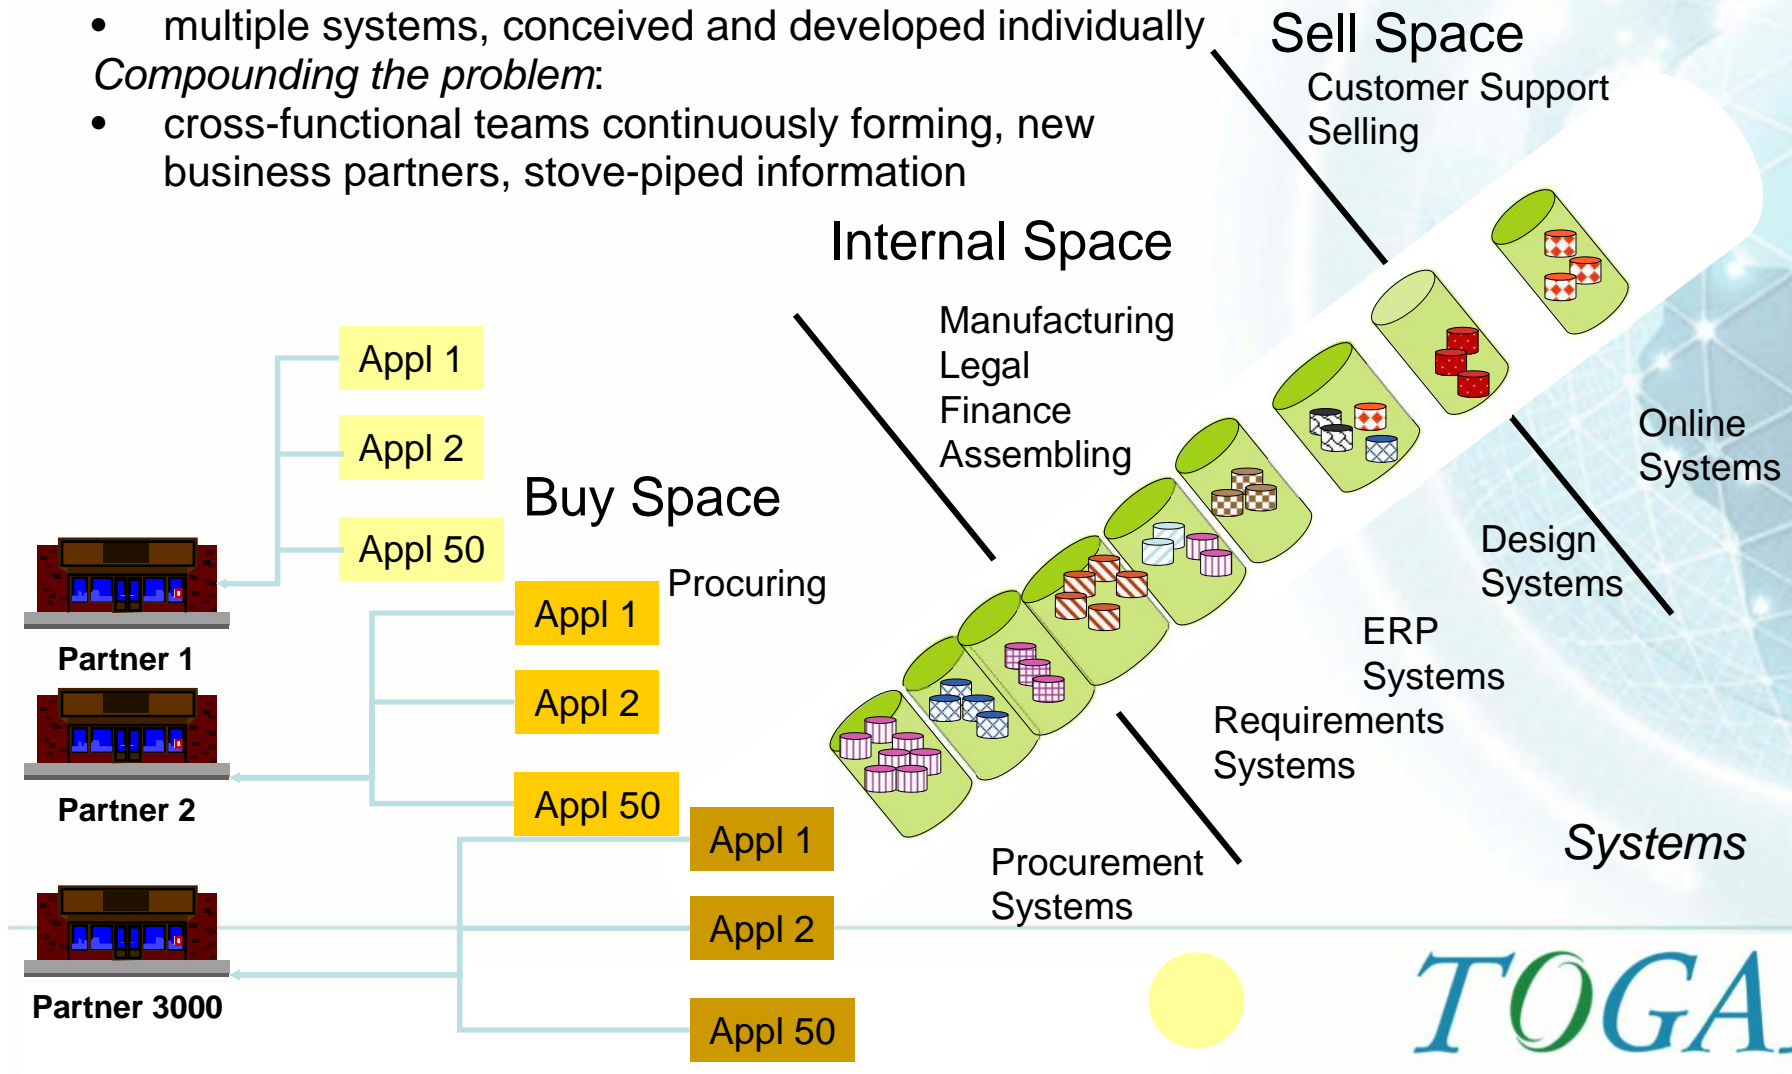 • multiple systems, conceived and developed individually
Compounding the problem:
• cross-functional teams continuously forming, new
business partners, stove-piped information
Sell Space
Customer Support
Selling
Internal Space
Manufacturing
Legal
Finance
Assembling
Buy Space
Procuring
Appl 1
Appl 2
Appl 50
Partner 1
Appl 1
Appl 2
Appl 50
Partner 2
Appl 1
Appl 2
Appl 50
Partner 3000
Online
Systems
Design
Systems
ERP
Systems
Requirements
Systems
Procurement
Systems
Systems
TOGA